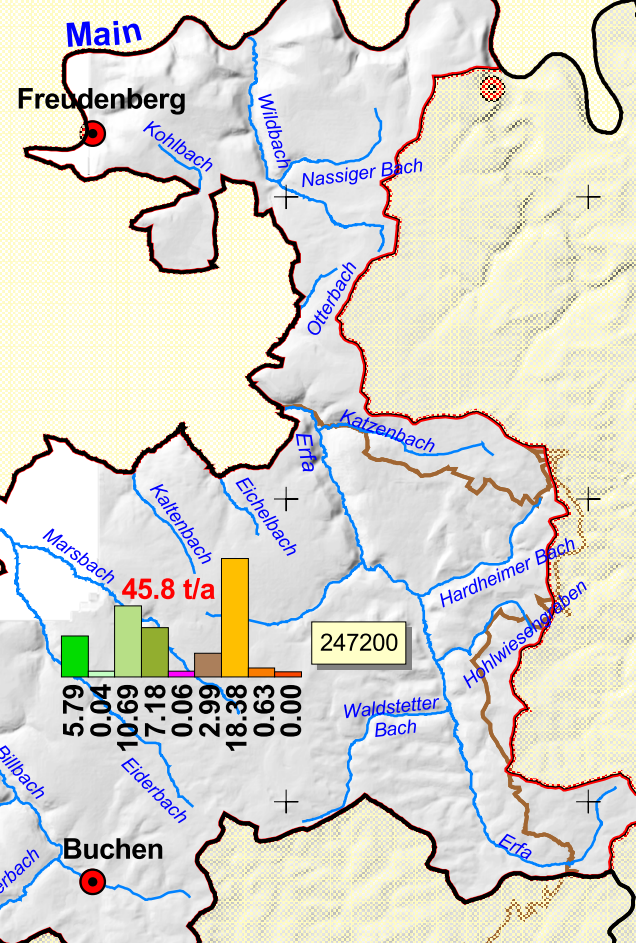 Main
Freudenberg
Kohlbach
Wildbach
Nassiger Bach
Otterbach
Katzenbach
Erfa
Kaltenbach
Eichelbach
Marsbach
Hardheimer Bach
45.8 t/a
Hohlwiesengraben
247200
5.79
0.04
10.69
7.18
0.06
2.99
18.38
0.63
0.00
Waldstetter
Bach
Billbach
Eiderbach
Erfa
Buchen
erbach